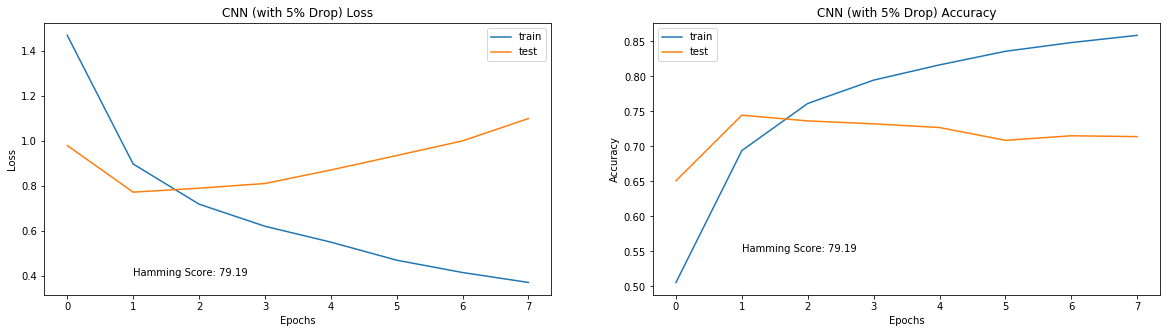 CNN (with 5% Drop) Loss
train
test
1.4
1.2
1.0
0.8
0.6
0.4
Loss
Hamming Score: 79.19
0 1 2 3 4 5 6 7
Epochs
CNN (with 5% Drop) Accuracy
train
test
0.85
0.80
0.75
0.70
0.65
0.60
0.55
0.50
Accuracy
Hamming Score: 79.19
0 1 2 3 4 5 6 7
Epochs